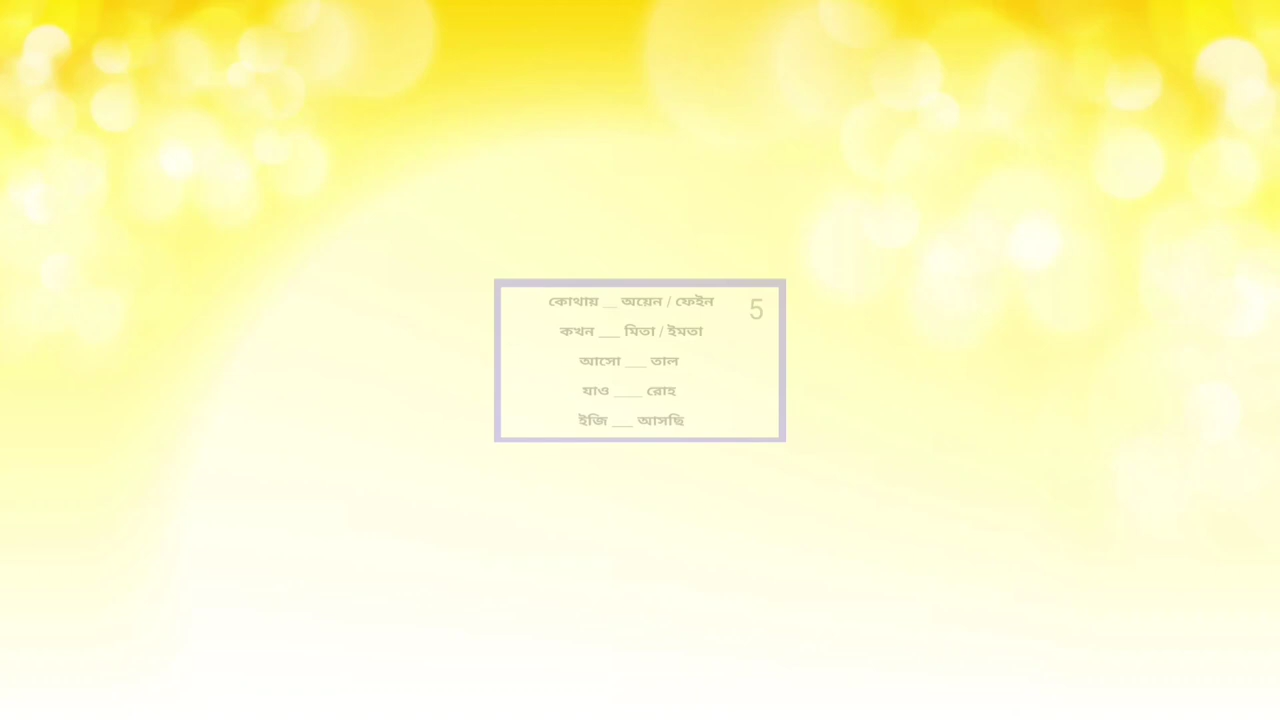 কোথায় __ অয়েন / ফেইন
5
কখন ___ মিতা / ইমতা
আসো ___ তাল
যাও ____ রোহ
ইজি ___ আসছি